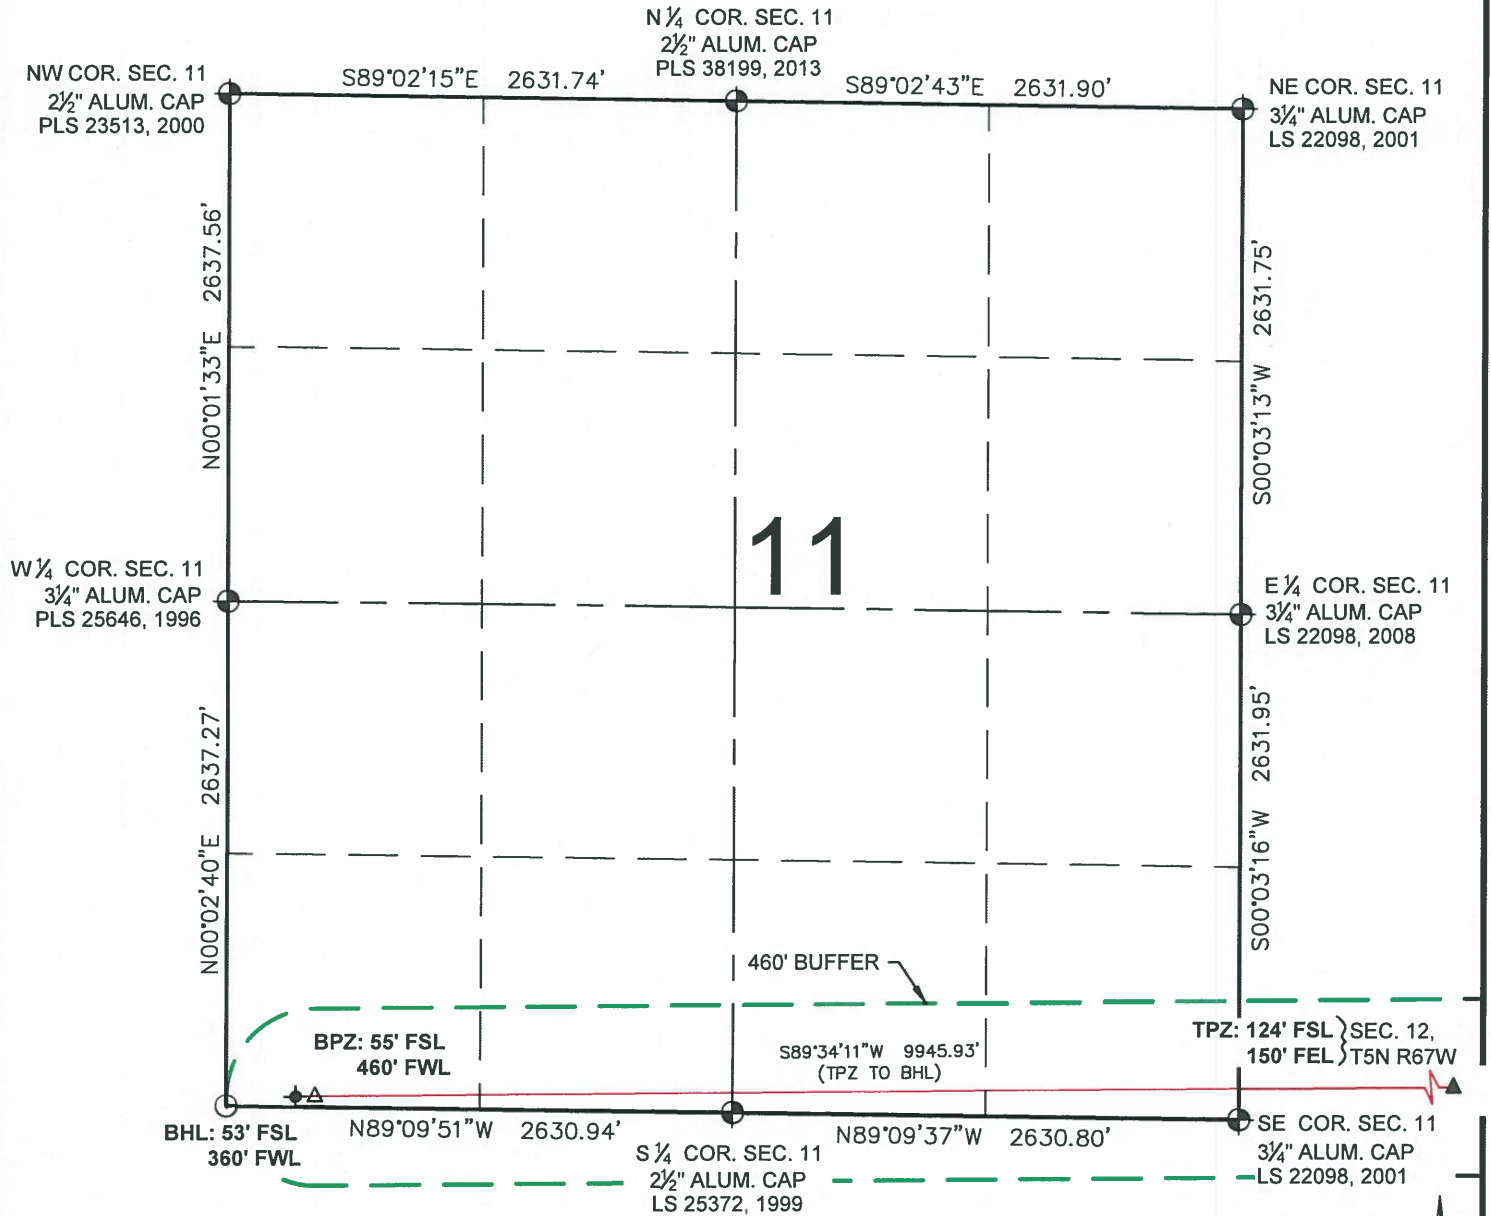 N ¼ COR. SEC. 11
2½" ALUM. CAP
PLS 38199, 2013
NW COR. SEC. 11
2½" ALUM. CAP
PLS 23513, 2000
S89°02'15"E 2631.74'
S89°02'43"E 2631.90'
NE COR. SEC. 11
3¼" ALUM. CAP
LS 22098, 2001
N00°01'33"E 2637.56'
S00°03'13"W 2631.75'
11
W ¼ COR. SEC. 11
3¼" ALUM. CAP
PLS 25646, 1996
E ¼ COR. SEC. 11
3¼" ALUM. CAP
LS 22098, 2008
N00°02'40"E 2637.27'
S00°03'16"W 2631.95'
460' BUFFER
BPZ: 55' FSL
460' FWL
S89°34'11"W 9945.93'
(TPZ TO BHL)
TPZ: 124' FSL } SEC. 12,
150' FEL } T5N R67W
BHL: 53' FSL
360' FWL
N89°09'51"W 2630.94'
N89°09'37"W 2630.80'
S ¼ COR. SEC. 11
2½" ALUM. CAP
LS 25372, 1999
SE COR. SEC. 11
3¼" ALUM. CAP
LS 22098, 2001